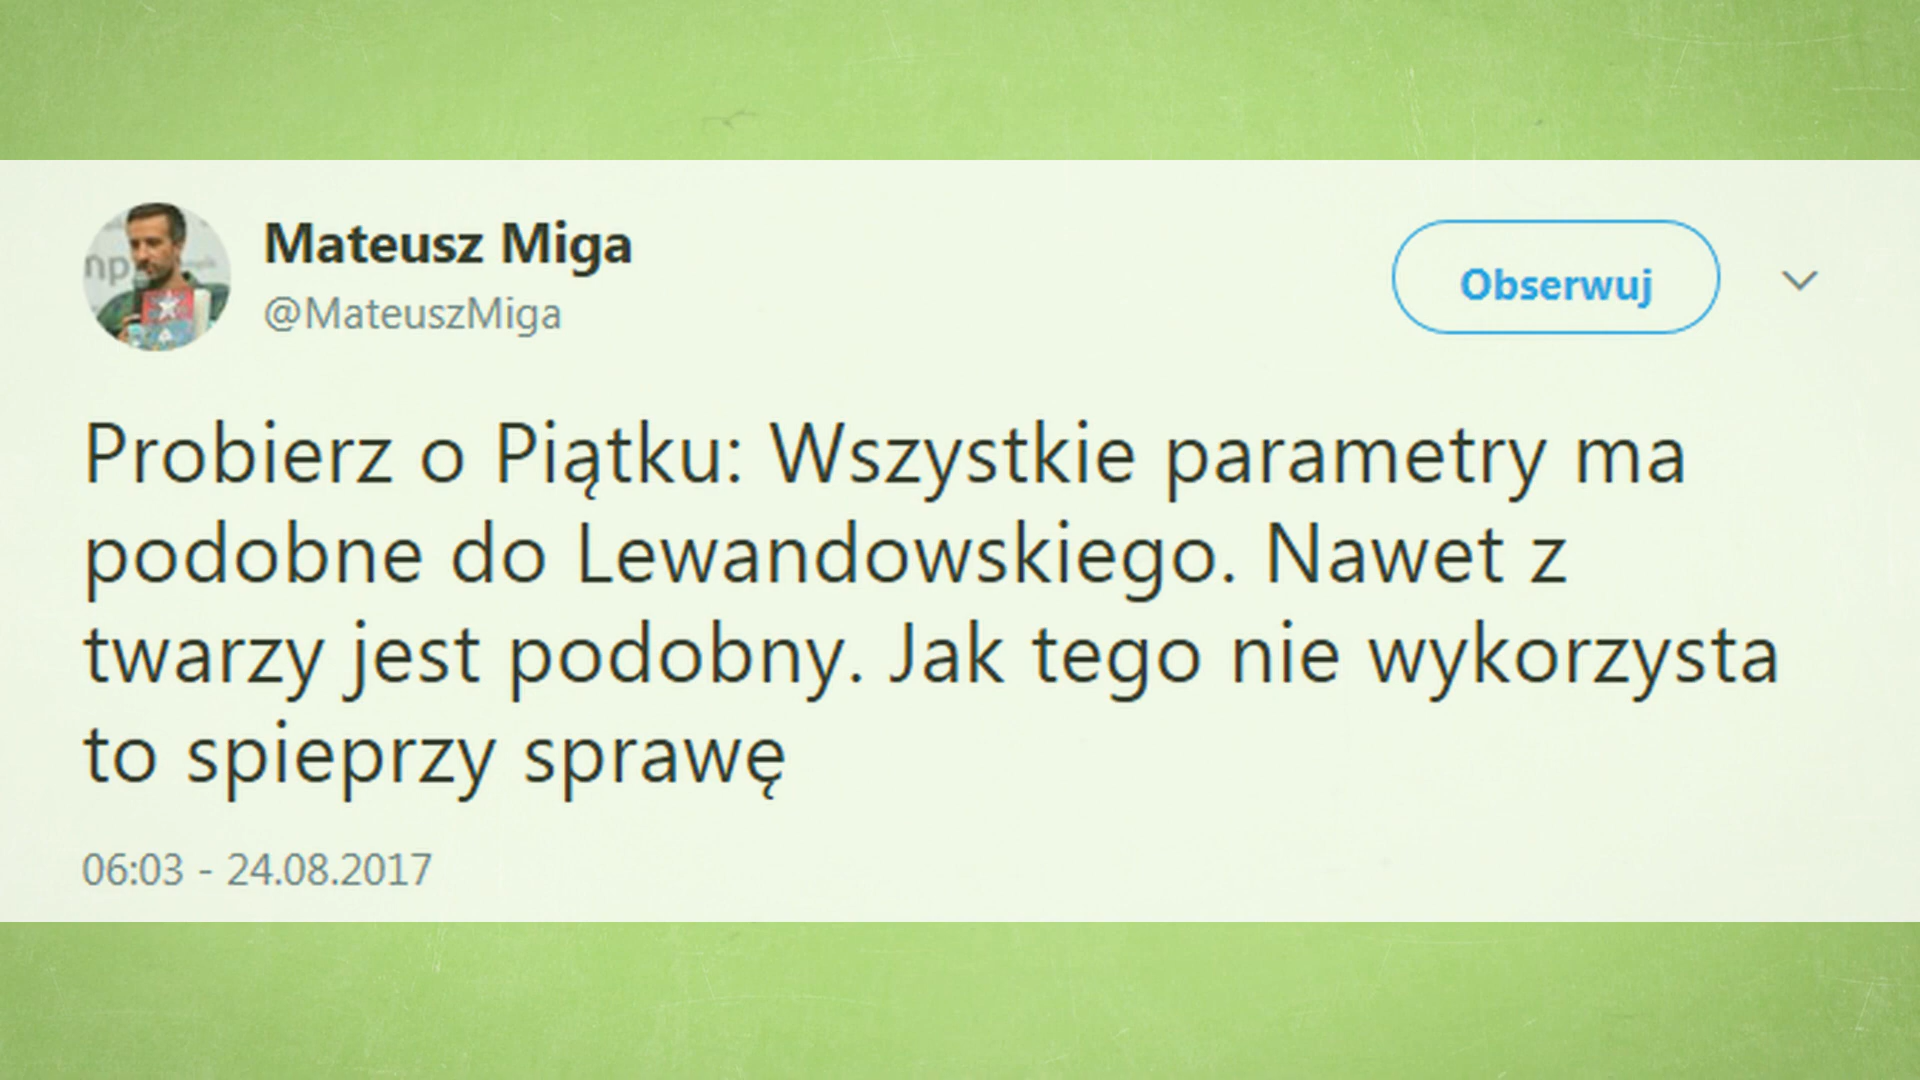 Mateusz Miga
@MateuszMiga
Obserwuj
Probierz o Piątku: Wszystkie parametry ma
podobne do Lewandowskiego. Nawet z
twarzy jest podobny. Jak tego nie wykorzysta
to spieprzy sprawę
06:03 - 24.08.2017